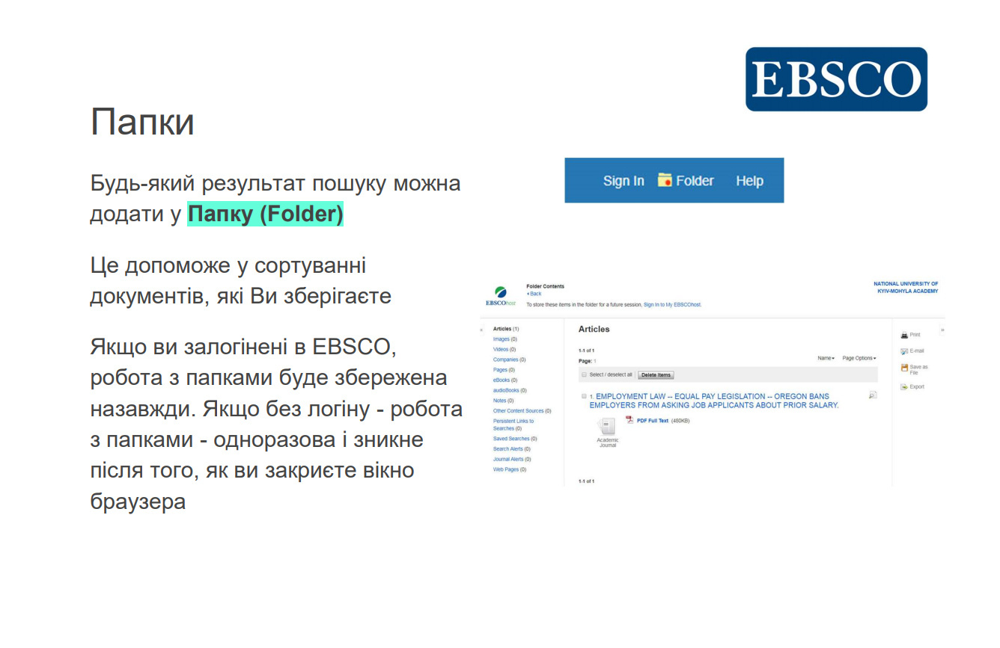 EBSCO
Папки
Будь-який результат пошуку можна
додати у Папку (Folder)
Це допоможе у сортуванні
документів, які Ви зберігаєте
Якщо ви залогінені в EBSCO,
робота з папками буде збережена
назавжди. Якщо без логіну - робота
з папками - одноразова і зникне
після того, як ви закриєте вікно
браузера
Sign In Folder Help
EBSCOhost
Folder Contents
Back
To store these items in the folder for a future session, Sign In to My EBSCOhost.
NATIONAL UNIVERSITY OF
KYIV-MOHYLA ACADEMY
Articles (1)
Images (0)
Videos (0)
Companies (0)
Pages (0)
eBooks (0)
audioBooks (0)
Notes (0)
Other Content Sources (0)
Persistent Links to
Searches (0)
Saved Searches (0)
Search Alerts (0)
Journal Alerts (0)
Web Pages (0)
Articles
1-1 of 1
Page: 1
Name Page Options
Select / deselect all Delete Items
1. EMPLOYMENT LAW -- EQUAL PAY LEGISLATION -- OREGON BANS
EMPLOYERS FROM ASKING JOB APPLICANTS ABOUT PRIOR SALARY.
PDF Full Text (480KB)
Academic
Journal
1-1 of 1
Print
E-mail
Save as
File
Export